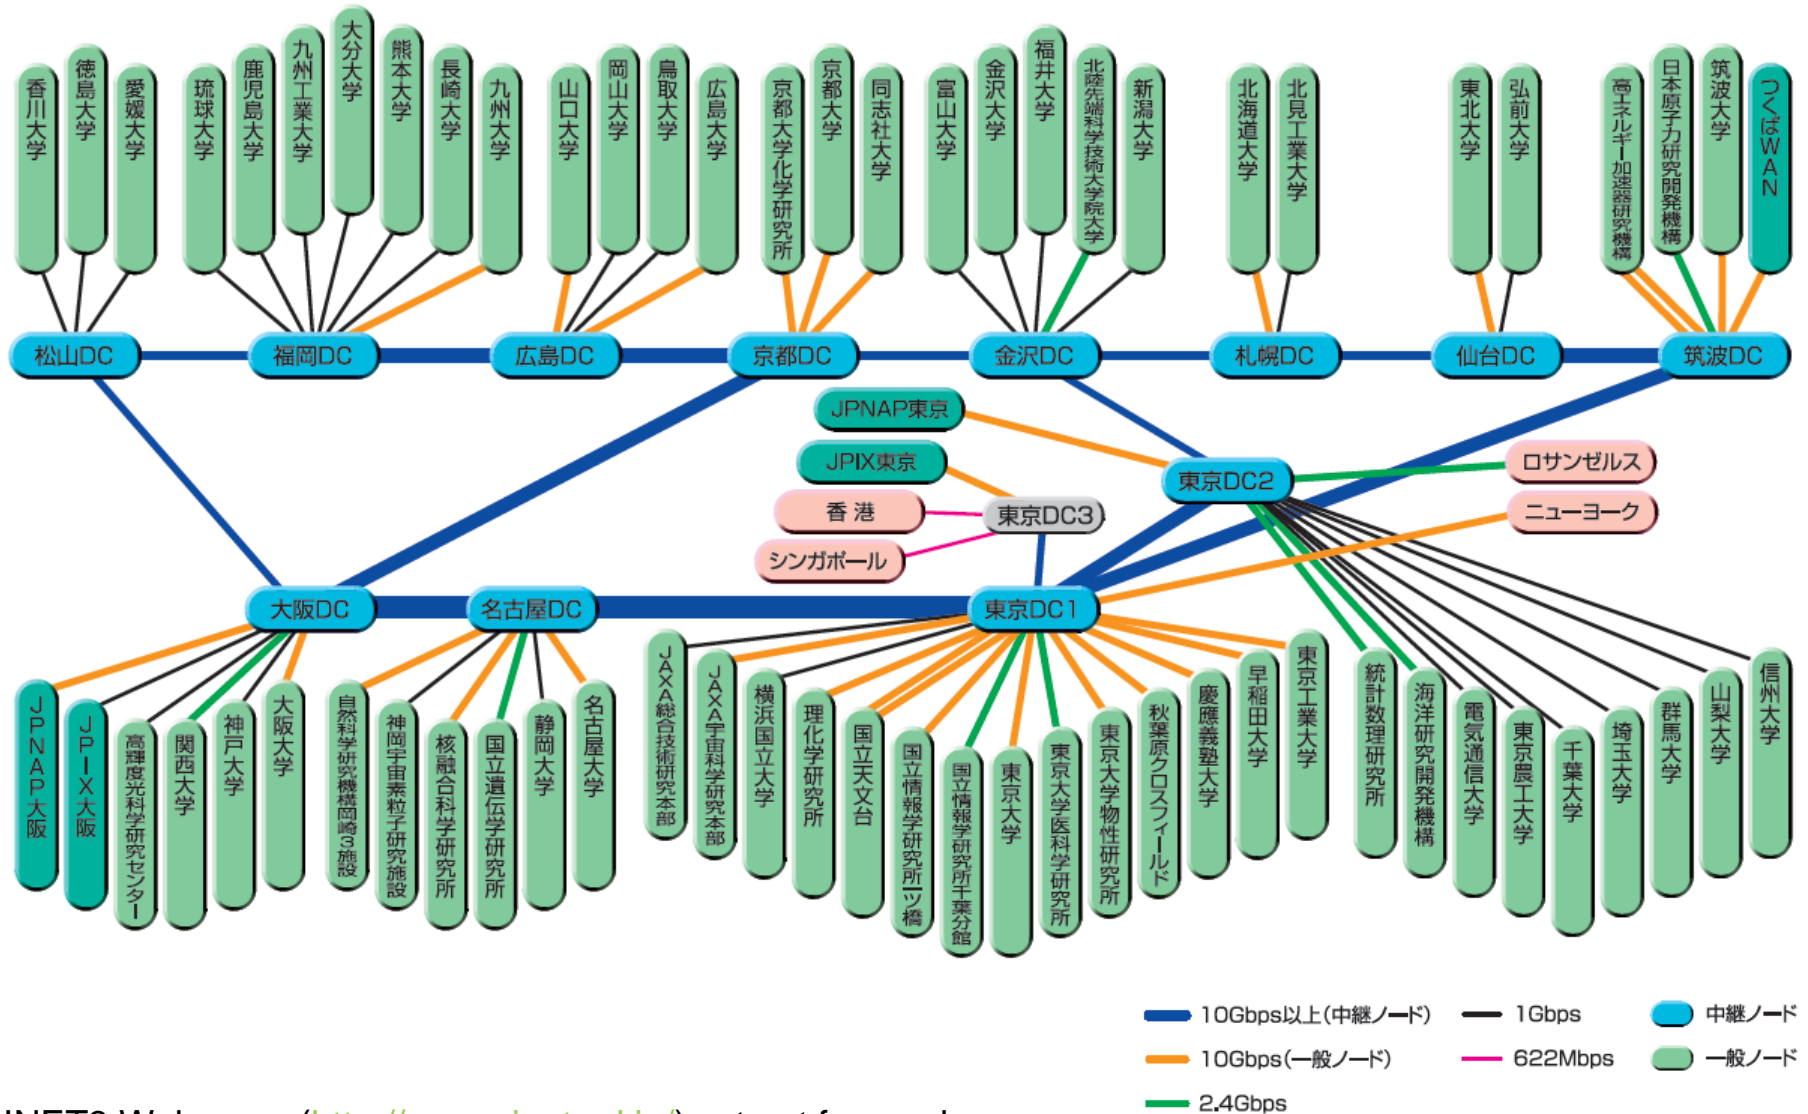 香川大学
徳島大学
愛媛大学
琉球大学
鹿児島大学
九州工業大学
大分大学
熊本大学
長崎大学
九州大学
山口大学
岡山大学
鳥取大学
広島大学
京都大学化学研究所
京都大学
同志社大学
富山大学
金沢大学
福井大学
北陸先端科学技術大学院大学
新潟大学
北海道大学
北見工業大学
東北大学
弘前大学
高エネルギー加速器研究機構
日本原子力研究開発機構
筑波大学
つくばWAN
松山DC
福岡DC
広島DC
京都DC
金沢DC
札幌DC
仙台DC
筑波DC
JPNAP東京
JPIX東京
香港
シンガポール
東京DC3
東京DC2
ロサンゼルス
ニューヨーク
大阪DC
名古屋DC
東京DC1
JPNAP大阪
JPIX大阪
高輝度光科学研究センター
関西大学
神戸大学
大阪大学
自然科学研究機構岡崎3施設
神岡宇宙素粒子研究施設
核融合科学研究所
国立遺伝学研究所
静岡大学
名古屋大学
JAXA総合技術研究本部
JAXA宇宙科学研究本部
横浜国立大学
理化学研究所
国立天文台
国立情報学研究所一ツ橋
国立情報学研究所千葉分館
東京大学
東京大学医科学研究所
東京大学物性研究所
秋葉原クロスフィールド
慶應義塾大学
早稲田大学
東京工業大学
統計数理研究所
海洋研究開発機構
電気通信大学
東京農工大学
千葉大学
埼玉大学
群馬大学
山梨大学
信州大学
10Gbps以上(中継ノード)
1Gbps
中継ノード
10Gbps(一般ノード)
622Mbps
一般ノード
2.4Gbps